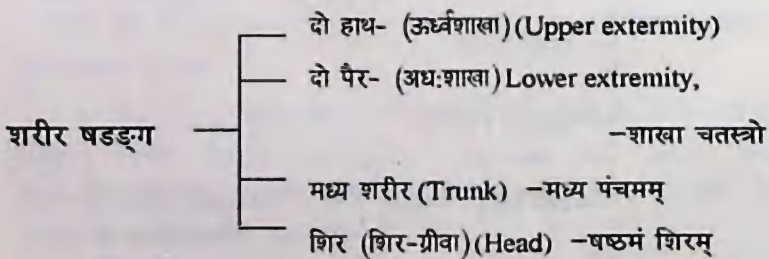 दो हाथ- (ऊर्ध्वशाखा) (Upper extermity)
दो पैर- (अध:शाखा) Lower extremity,
शरीर षडङ्ग
-शाखा चतस्त्रो
मध्य शरीर (Trunk) -मध्य पंचमम्
शिर (शिर-ग्रीवा) (Head) -षष्ठमं शिरम्